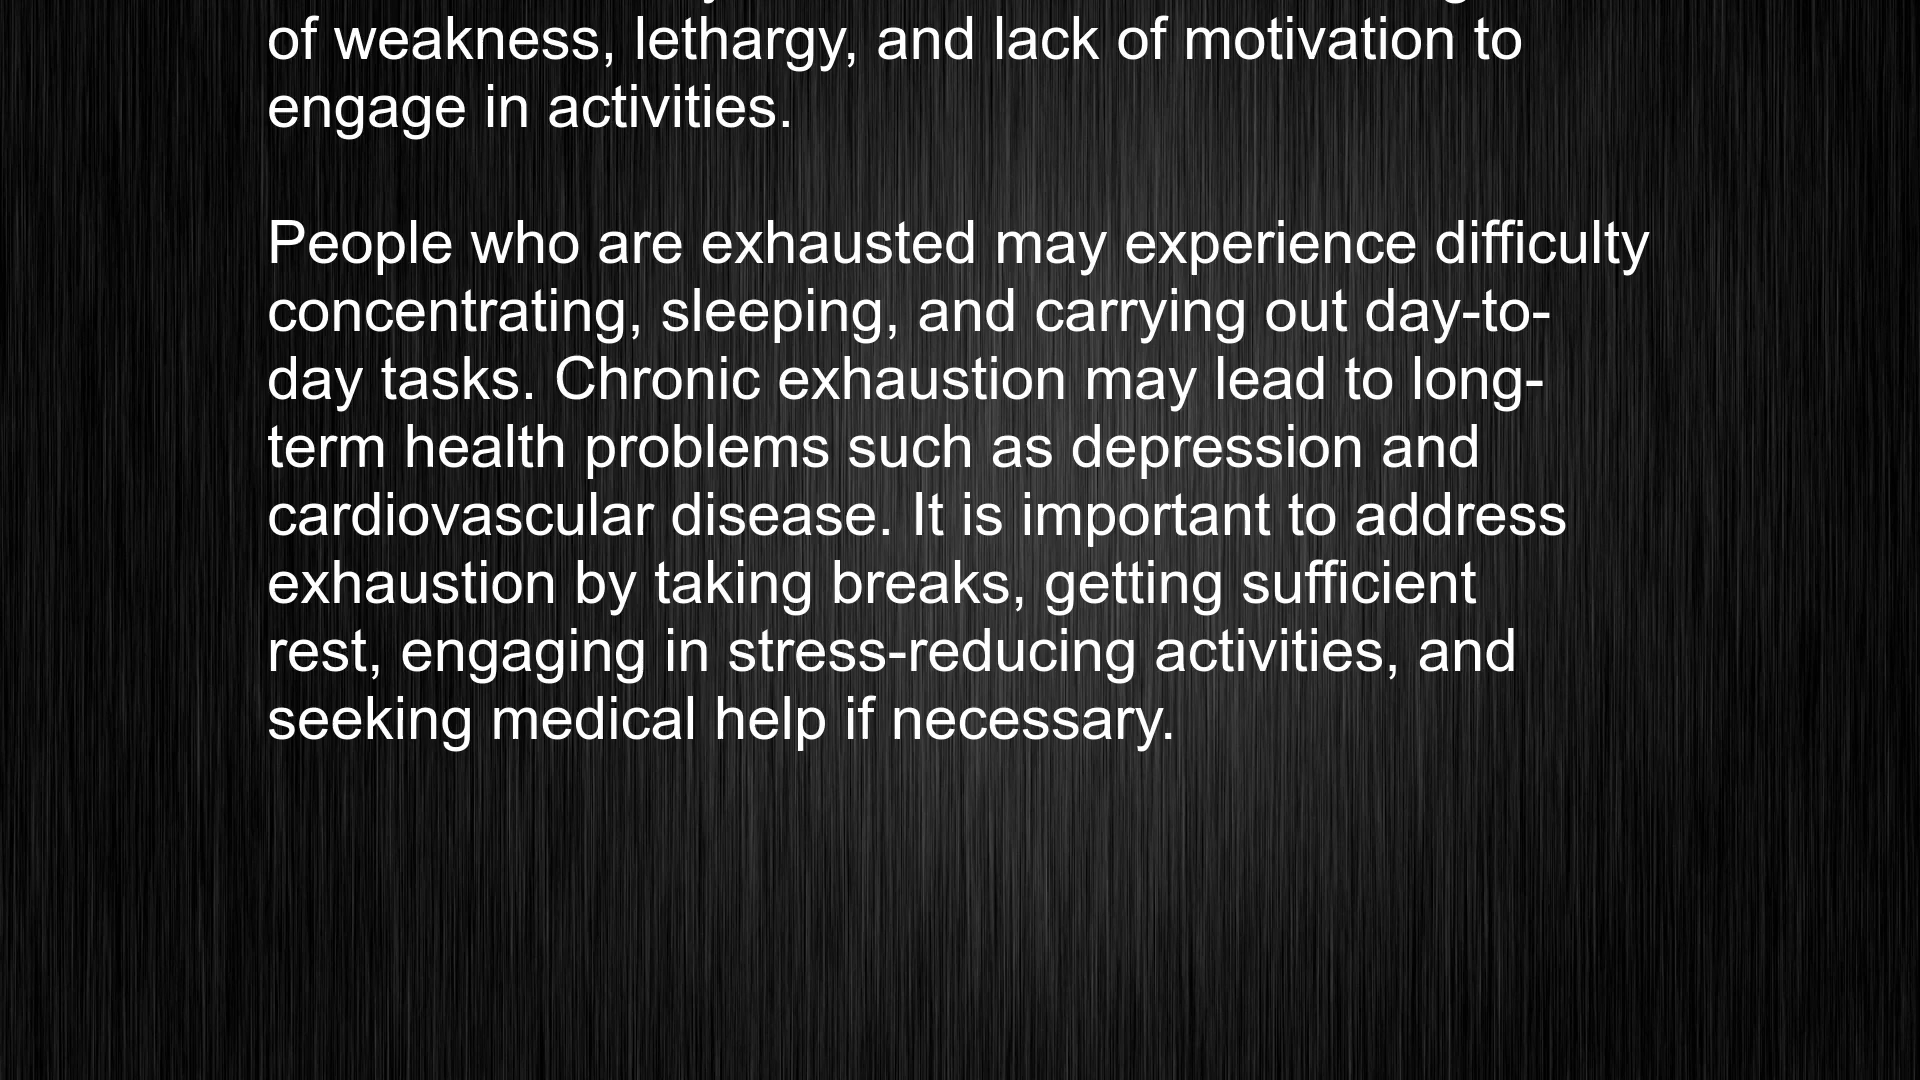 of weakness, lethargy, and lack of motivation to
engage in activities.
People who are exhausted may experience difficulty
concentrating, sleeping, and carrying out day-to-
day tasks. Chronic exhaustion may lead to long-
term health problems such as depression and
cardiovascular disease. It is important to address
exhaustion by taking breaks, getting sufficient
rest, engaging in stress-reducing activities, and
seeking medical help if necessary.